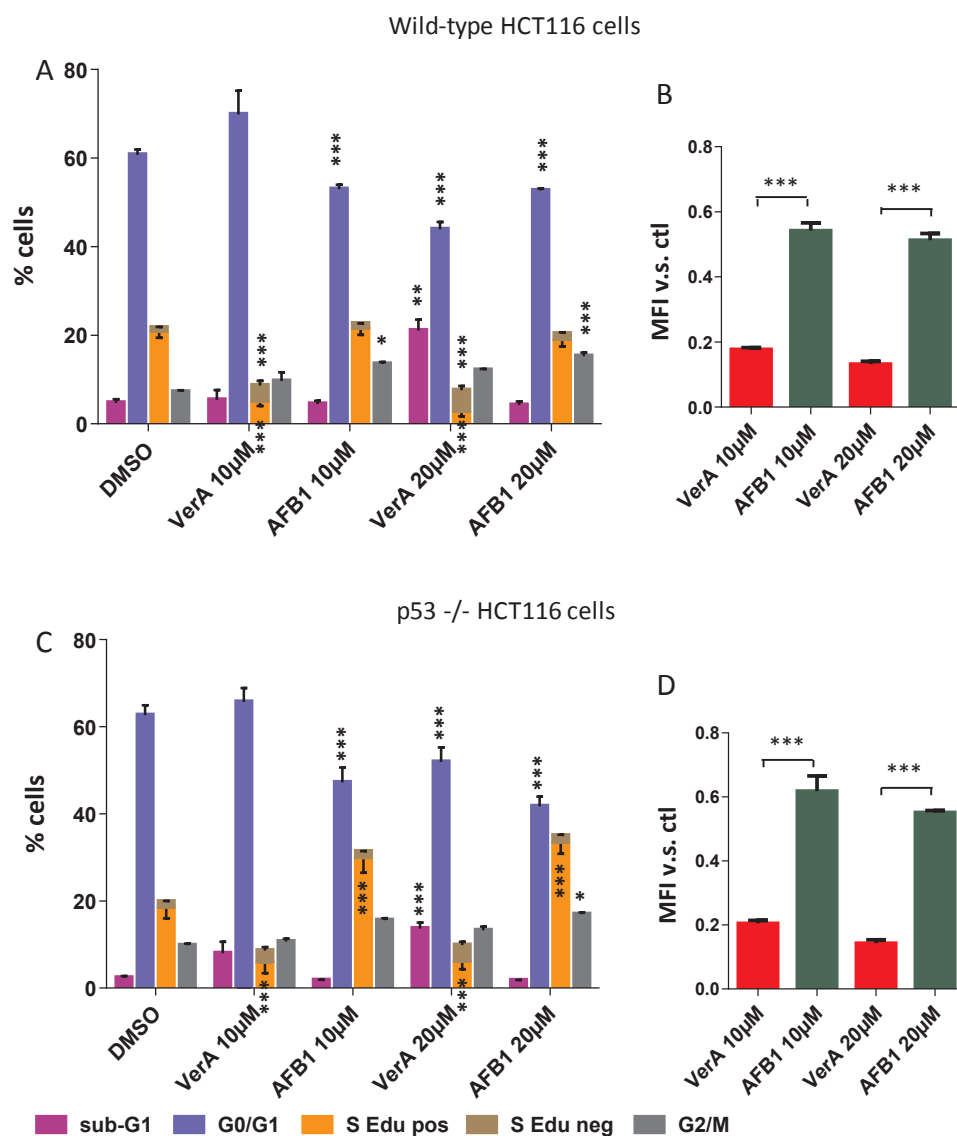 Wild-type HCT116 cells
A
80
60
40
20
0
% cells
***
***
***
**
***
***
*
***
***
***
DMSO
VerA 10µM
AFB1 10µM
VerA 20µM
AFB1 20µM
B
0.8
0.6
0.4
0.2
0.0
MFI v.s. ctl
***
***
VerA 10µM
AFB1 10µM
VerA 20µM
AFB1 20µM
p53 -/- HCT116 cells
C
80
60
40
20
0
% cells
***
***
***
***
***
***
*
***
***
DMSO
VerA 10µM
AFB1 10µM
VerA 20µM
AFB1 20µM
D
0.8
0.6
0.4
0.2
0.0
MFI v.s. ctl
***
***
VerA 10µM
AFB1 10µM
VerA 20µM
AFB1 20µM
sub-G1 G0/G1 S Edu pos S Edu neg G2/M